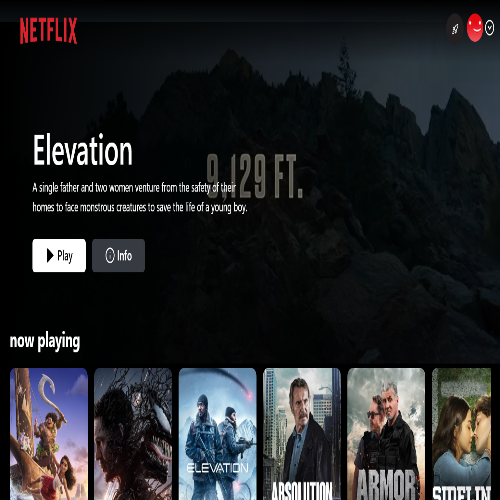 NETFLIX
9,129 FT.
Elevation
A single father and two women venture from the safety of their
homes to face monstrous creatures to save the life of a young boy.
Play
Info
now playing
ELEVATION
ABSOLUTION
ARMOR
SIDELIN